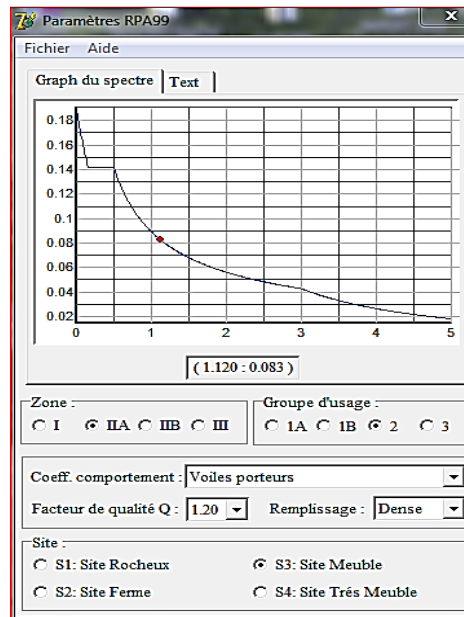 Paramètres RPA99
X
Fichier Aide
Graph du spectre Text
0.18
0.16
0.14
0.12
0.1
0.08
0.06
0.04
0.02
0 1 2 3 4 5
( 1.120 : 0.083 )
Zone :
I IIA IIB III
Groupe d'usage :
1A 1B 2 3
Coeff. comportement : Voiles porteurs
Facteur de qualité Q : 1.20 Remplissage : Dense
Site :
S1: Site Rocheux S3: Site Meuble
S2: Site Ferme S4: Site Trés Meuble